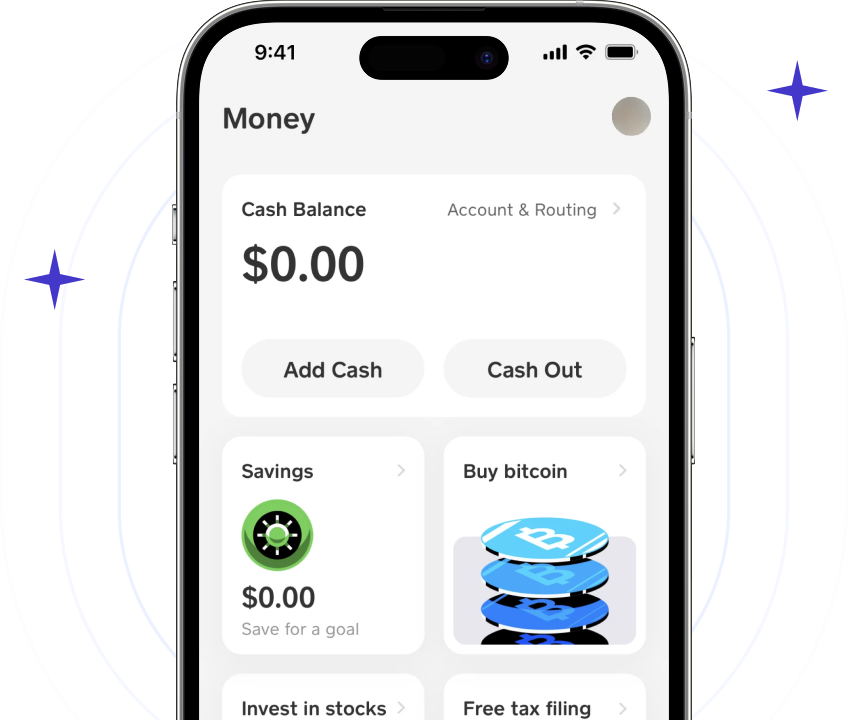 9:41
Money
Cash Balance
Account & Routing
$0.00
Add Cash
Cash Out
Savings
Buy bitcoin
$0.00
Save for a goal
Invest in stocks
Free tax filing